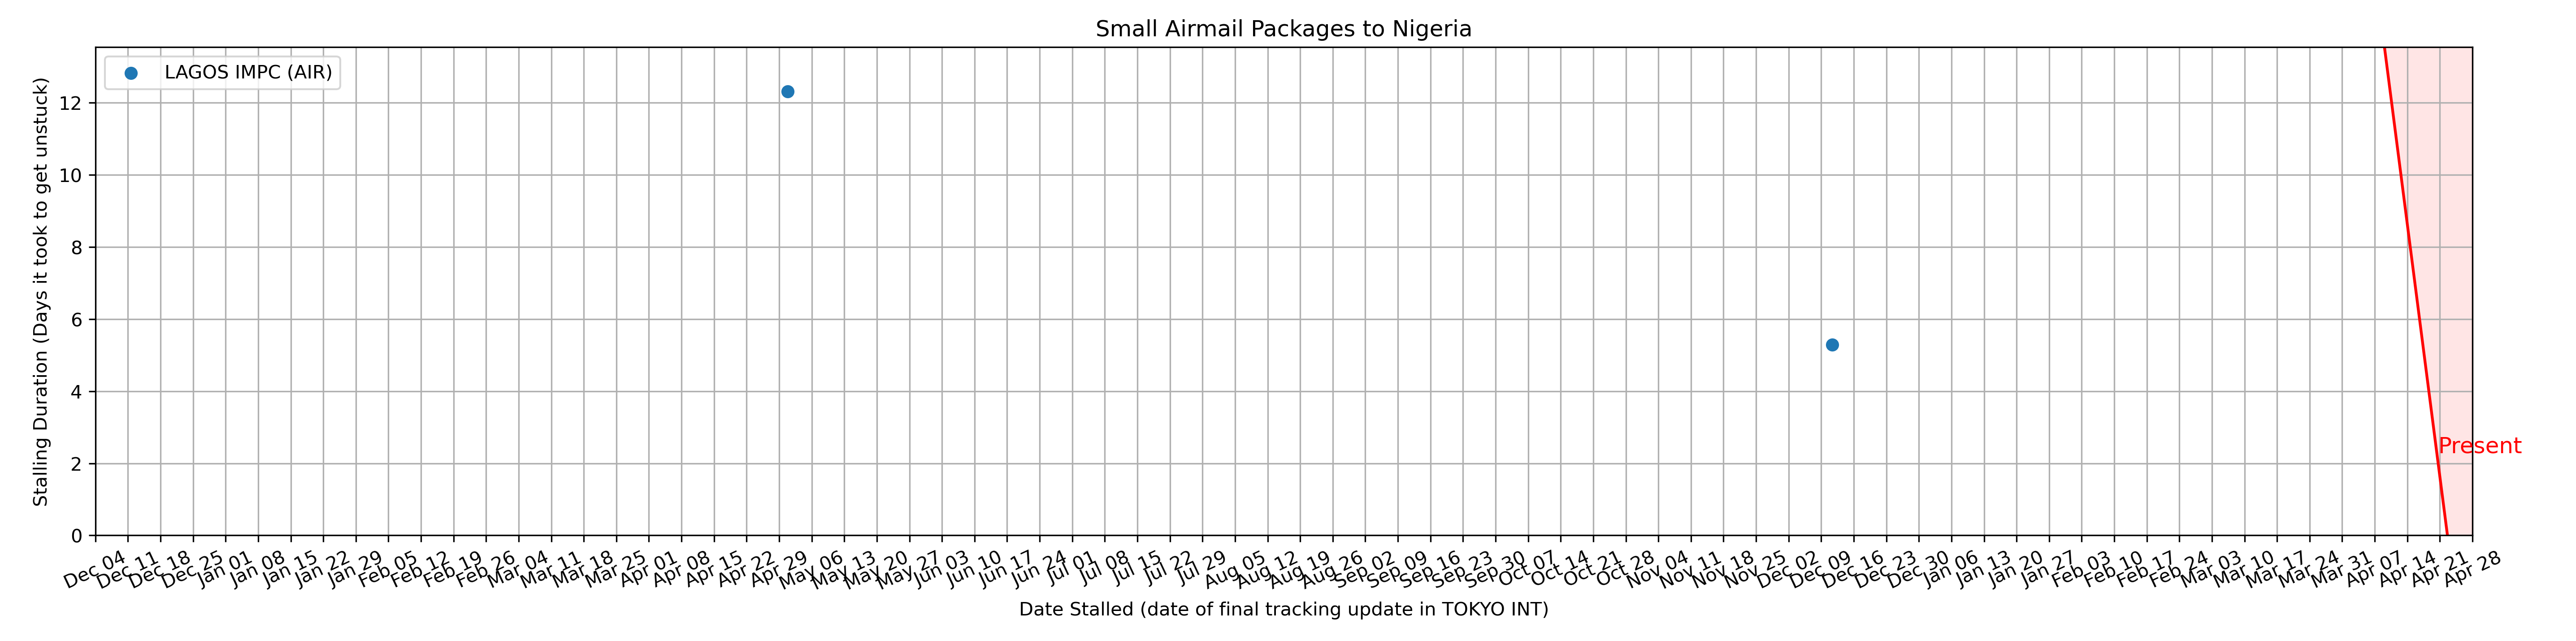 Small Airmail Packages to Nigeria
LAGOS IMPC (AIR)
Stalling Duration (Days it took to get unstuck)
12
10
8
6
4
2
0
Present
Dec 04
Dec 11
Dec 18
Dec 25
Jan 01
Jan 08
Jan 15
Jan 22
Jan 29
Feb 05
Feb 12
Feb 19
Feb 26
Mar 04
Mar 11
Mar 18
Mar 25
Apr 01
Apr 08
Apr 15
Apr 22
Apr 29
May 06
May 13
May 20
May 27
Jun 03
Jun 10
Jun 17
Jun 24
Jul 01
Jul 08
Jul 15
Jul 22
Jul 29
Aug 05
Aug 12
Aug 19
Aug 26
Sep 02
Sep 09
Sep 16
Sep 23
Sep 30
Oct 07
Oct 14
Oct 21
Oct 28
Nov 04
Nov 11
Nov 18
Nov 25
Dec 02
Dec 09
Dec 16
Dec 23
Dec 30
Jan 06
Jan 13
Jan 20
Jan 27
Feb 03
Feb 10
Feb 17
Feb 24
Mar 03
Mar 10
Mar 17
Mar 24
Mar 31
Apr 07
Apr 14
Apr 21
Apr 28
Date Stalled (date of final tracking update in TOKYO INT)